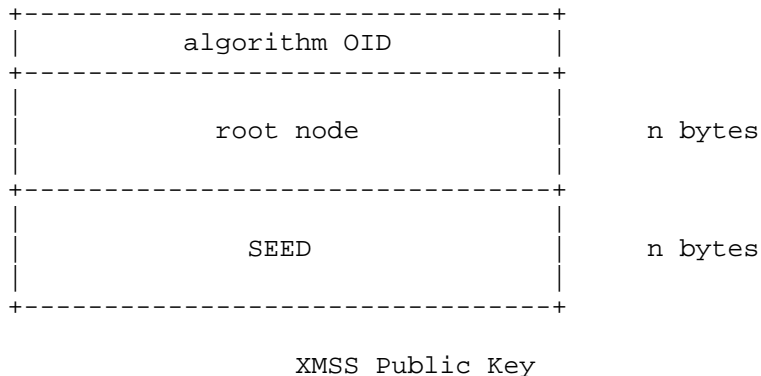 +---------------------------------+
|          algorithm OID          |
+---------------------------------+
|                                 |
|            root node            |     n bytes
|                                 |
+---------------------------------+
|                                 |
|              SEED               |     n bytes
|                                 |
+---------------------------------+
XMSS Public Key